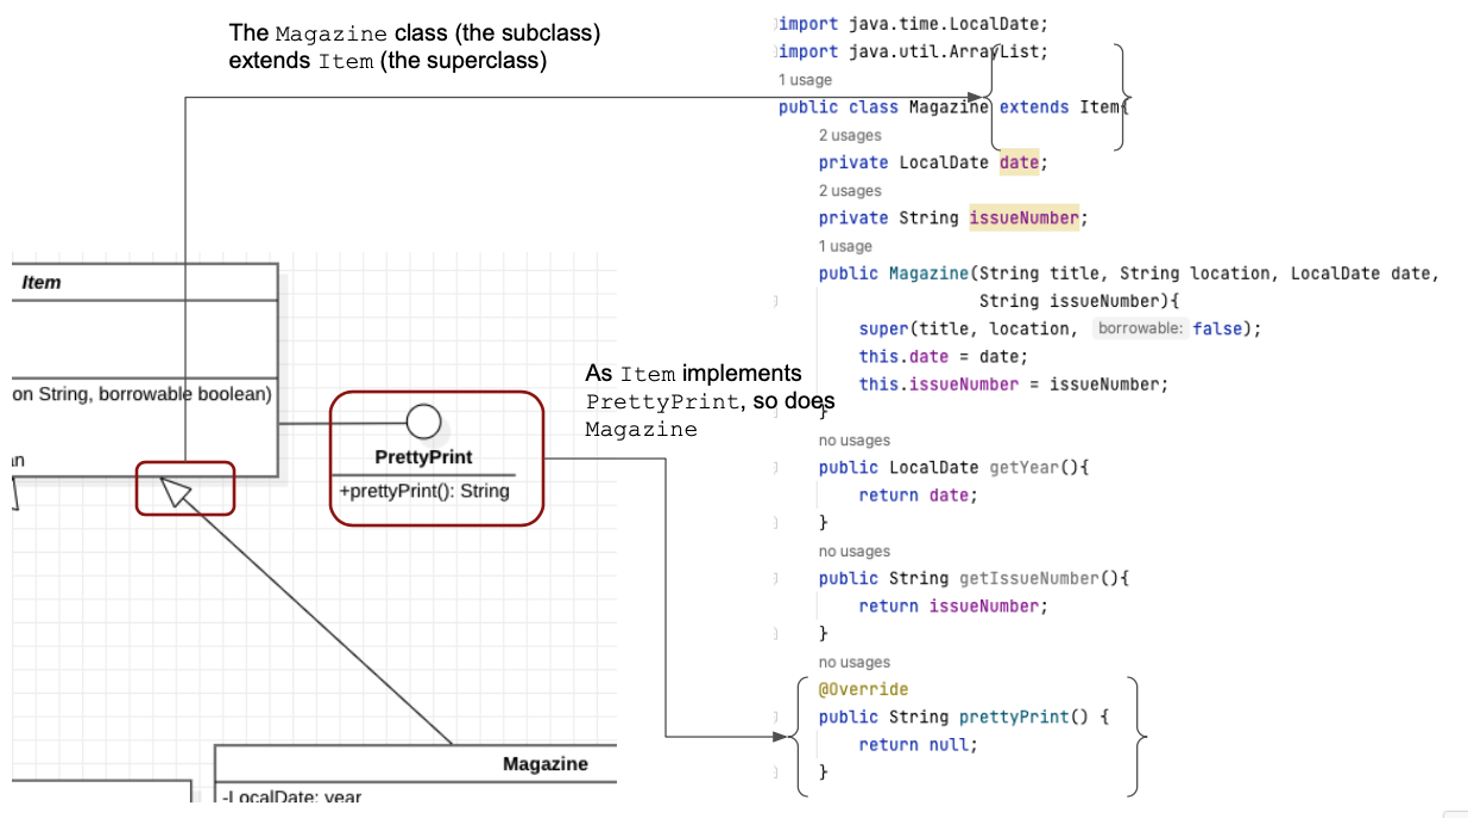 The Magazine class (the subclass)
extends Item (the superclass)
Item
on String, borrowable boolean)
PrettyPrint
+prettyPrint(): String
Magazine
-LocalDate: year
As Item implements
PrettyPrint, so does
Magazine
import java.time.LocalDate;
import java.util.ArrayList;
1 usage
public class Magazine extends Item{
2 usages
private LocalDate date;
2 usages
private String issueNumber;
1 usage
public Magazine(String title, String location, LocalDate date,
String issueNumber){
super(title, location, borrowable: false);
this.date = date;
this.issueNumber = issueNumber;
}
no usages
public LocalDate getYear(){
return date;
}
no usages
public String getIssueNumber(){
return issueNumber;
}
no usages
@Override
public String prettyPrint() {
return null;
}